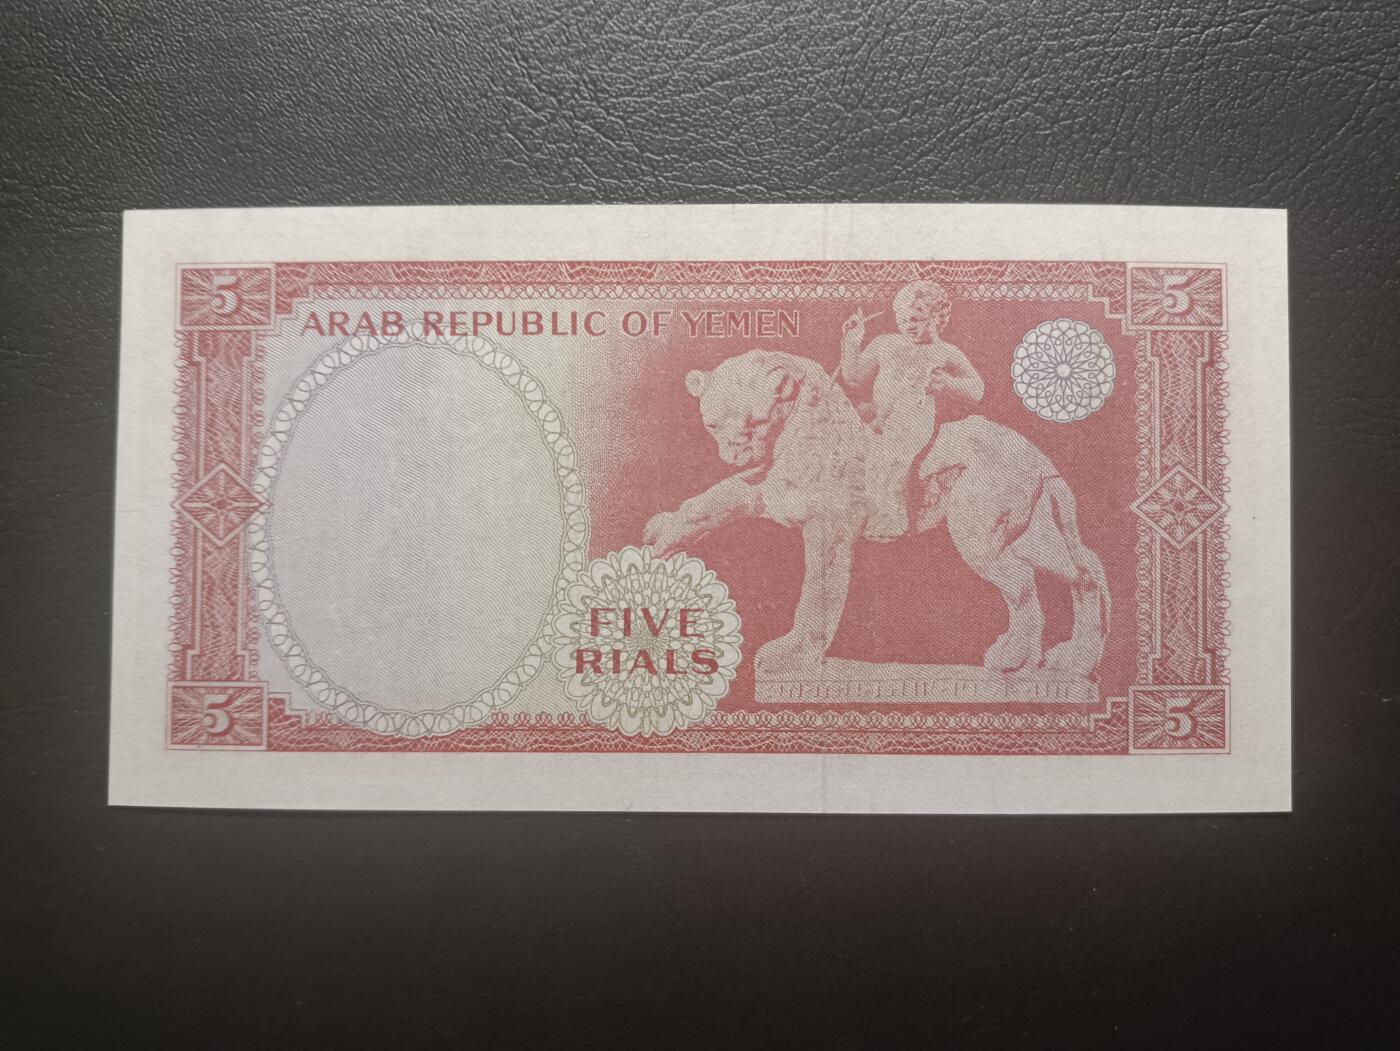 5 5
ARAB REPUBLIC OF YEMEN
FIVE
RIALS
5 5